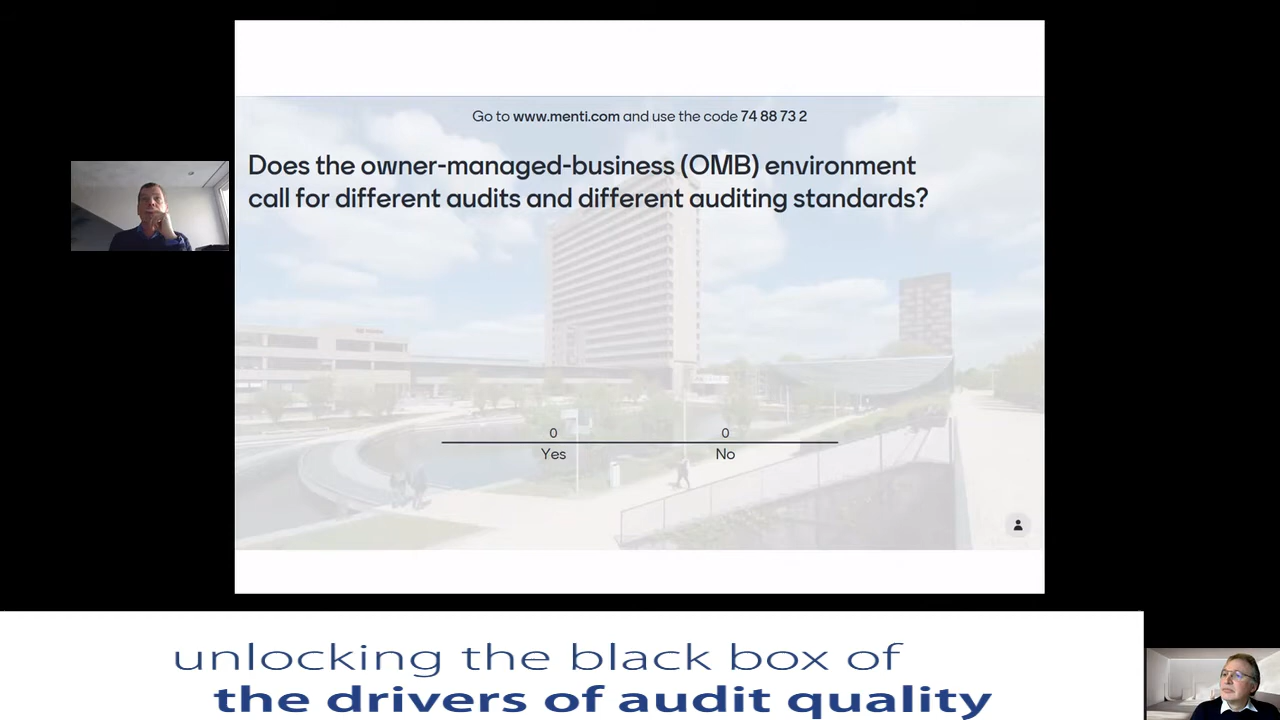 Go to www.menti.com and use the code 74 88 73 2
Does the owner-managed-business (OMB) environment
call for different audits and different auditing standards?
0
0
Yes
No
unlocking the black box of
the drivers of audit quality